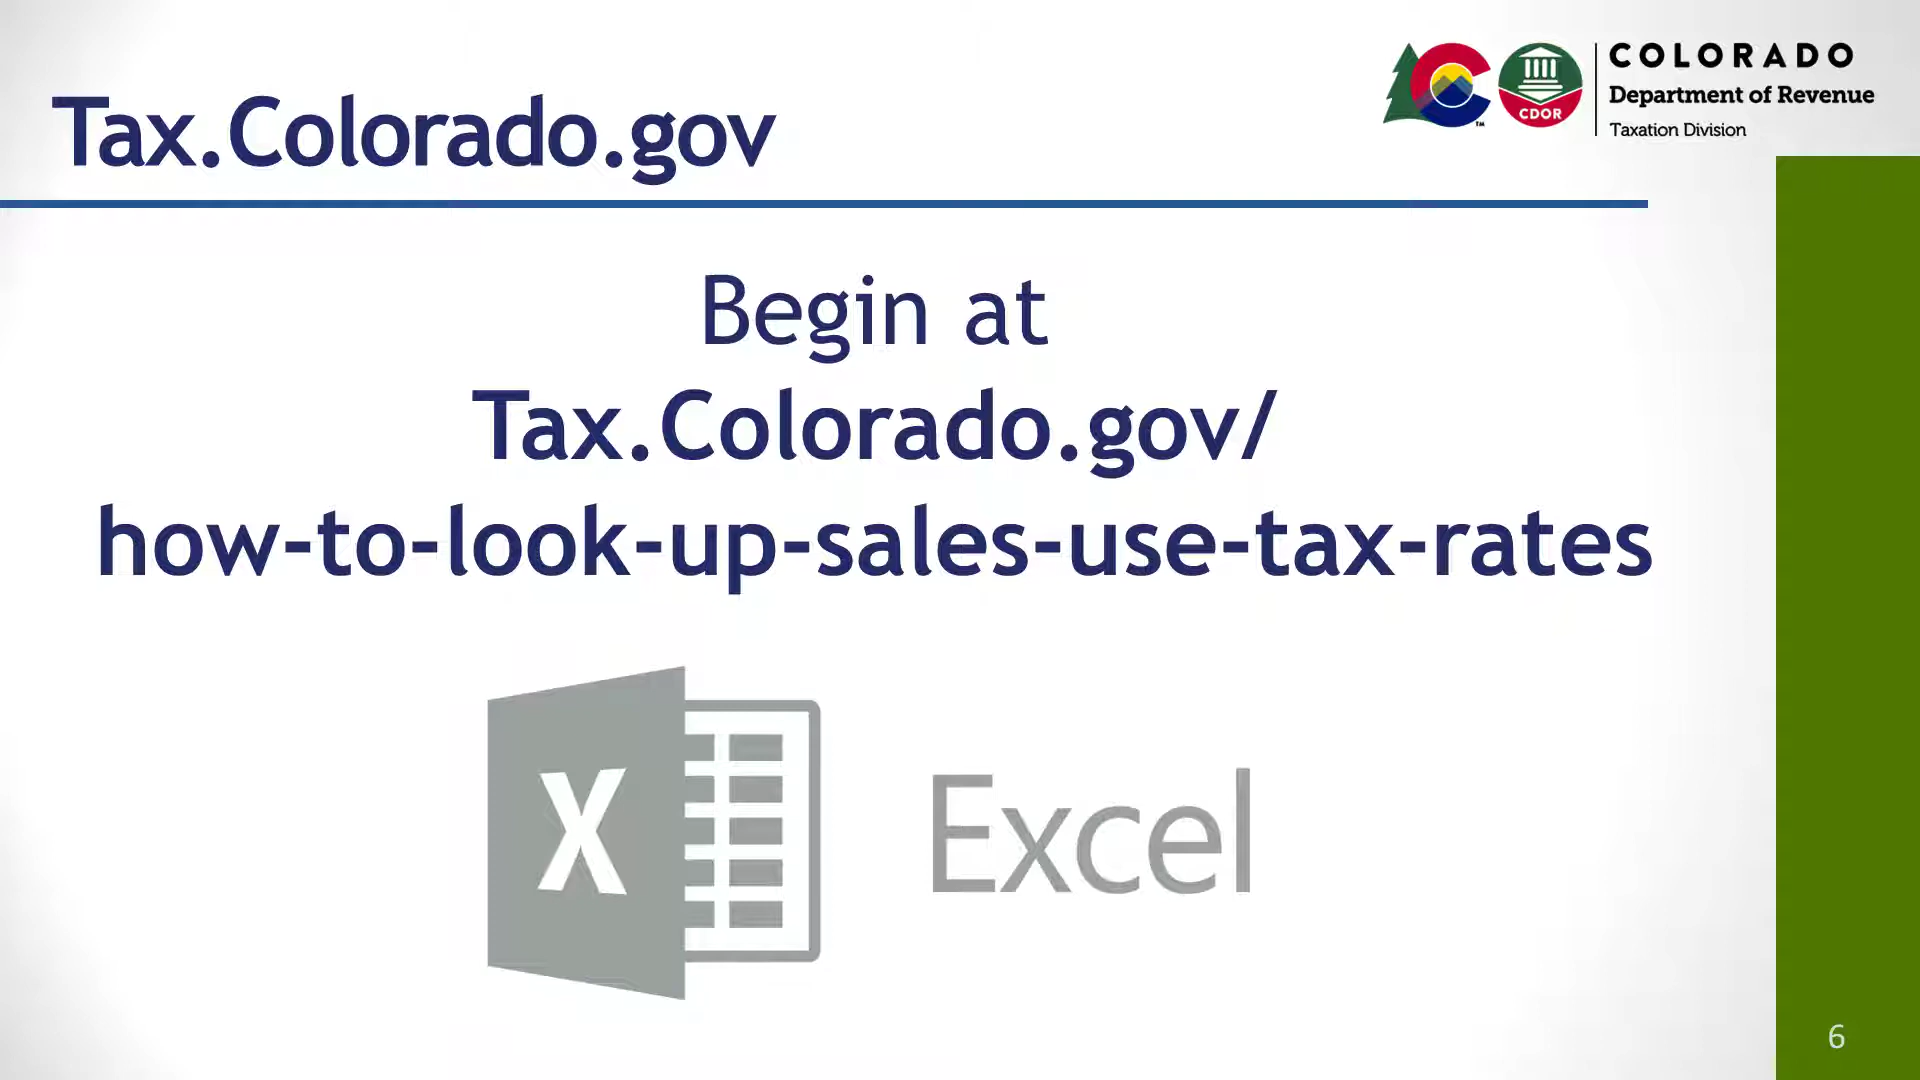 COLORADO
Department of Revenue
Taxation Division
CDOR
TM
Tax.Colorado.gov
Begin at
Tax.Colorado.gov/
how-to-look-up-sales-use-tax-rates
X
Excel
6